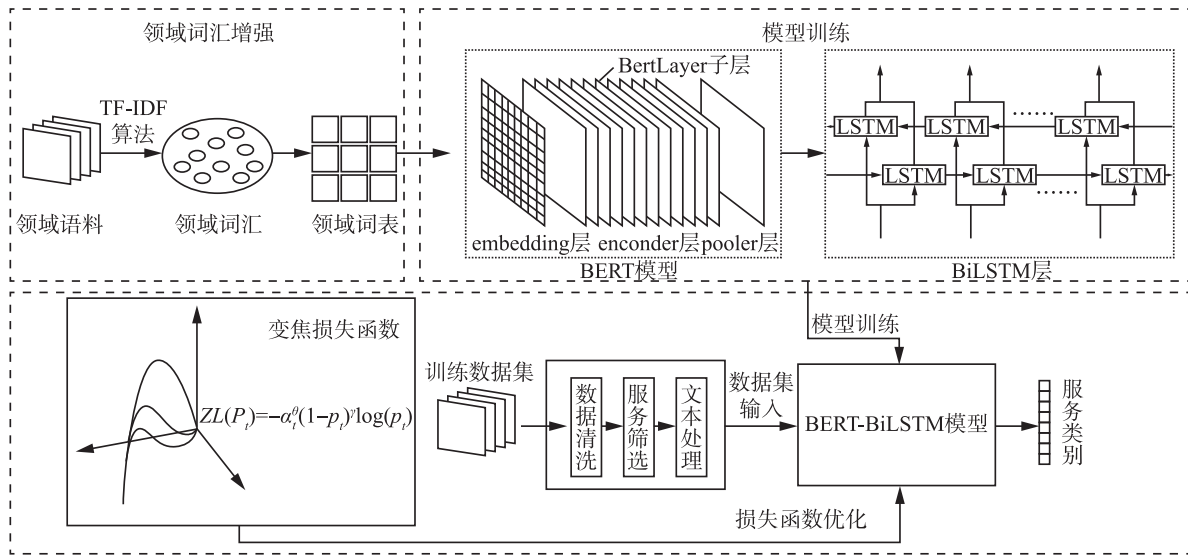 领域词汇增强
TF-IDF
算法
领域语料
领域词汇
领域词表
模型训练
BertLayer子层
embedding层
enconder层
pooler层
BERT模型
LSTM
LSTM
......
LSTM
LSTM
LSTM
......
LSTM
BiLSTM层
变焦损失函数
ZL(P_t)=-α_t^θ(1-p_t)^γlog(p_t)
训练数据集
数据清洗
服务筛选
文本处理
数据集
输入
模型训练
BERT-BiLSTM模型
服务类别
损失函数优化